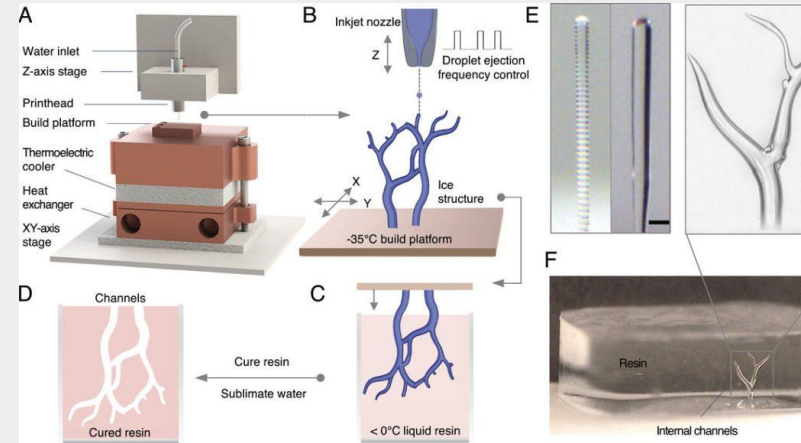 A
Water inlet
Z-axis stage
Printhead
Build platform
Thermoelectric
cooler
Heat
exchanger
XY-axis
stage
B
Inkjet nozzle
Z
Droplet ejection
frequency control
X
Y
Ice
structure
-35°C build platform
E
D
Channels
Cured resin
Cure resin
Sublimate water
C
< 0°C liquid resin
F
Resin
Internal channels